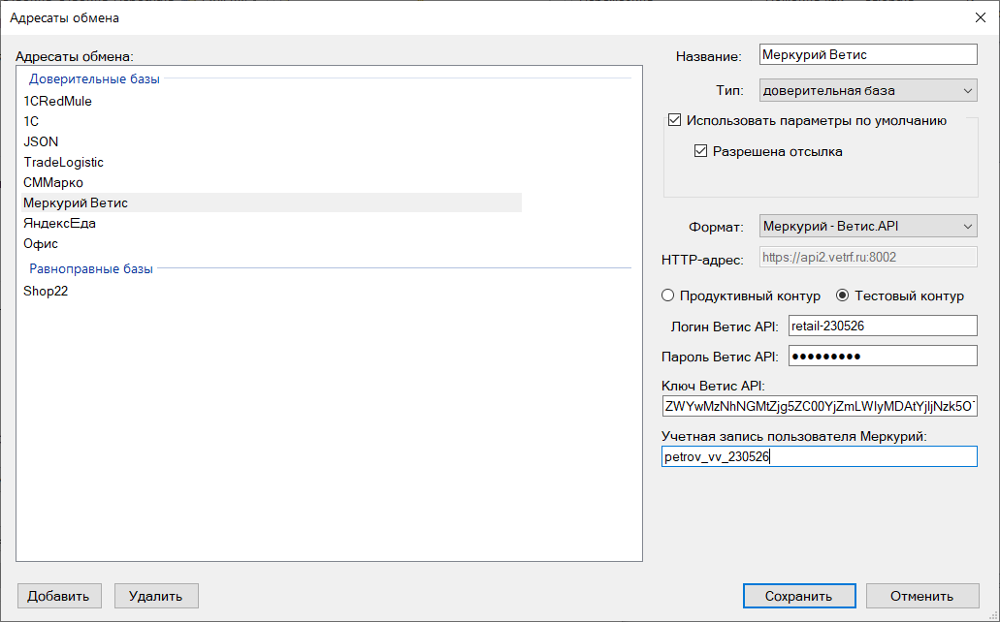 Адресаты обмена
Адресаты обмена:
Доверительные базы
1CRedMule
1C
JSON
TradeLogistic
СММарко
Меркурий Ветис
ЯндексЕда
Офис
Равноправные базы
Shop22
Название: Меркурий Ветис
Тип: доверительная база
Использовать параметры по умолчанию
Разрешена отсылка
Формат: Меркурий - Ветис.API
HTTP-адрес: https://api2.vetrf.ru:8002
Продуктивный контур Тестовый контур
Логин Ветис API: retail-230526
Пароль Ветис API: ●●●●●●●●●
Ключ Ветис API:
Учетная запись пользователя Меркурий:
petrov_vv_230526
Добавить Удалить Сохранить Отменить